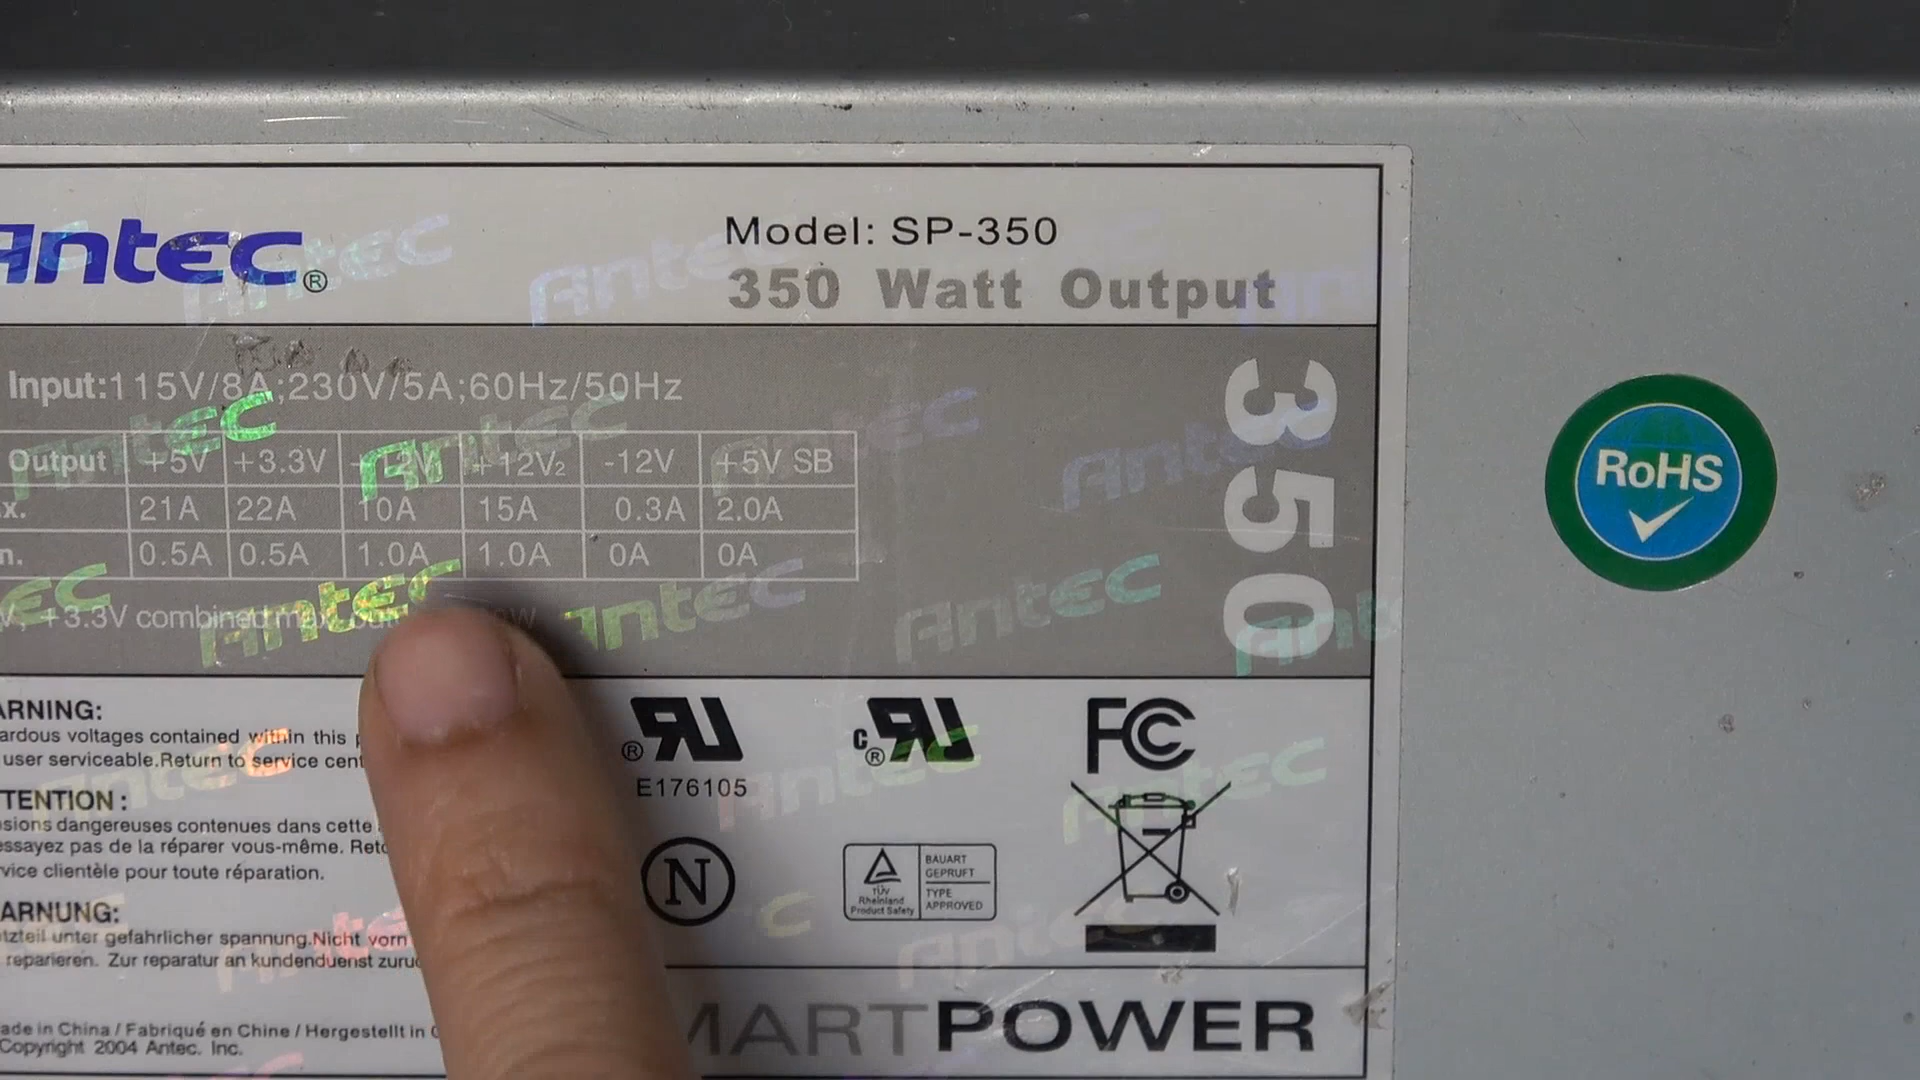 Antec®
Model: SP-350
350 Watt Output
Input:115V/8A;230V/5A;60Hz/50Hz
350
Output +5V +3.3V +12V2 -12V +5V SB
x. 21A 22A 10A 15A 0.3A 2.0A
n. 0.5A 0.5A 1.0A 1.0A 0A 0A
V, +3.3V combined max
RoHS
ARNING:
ardous voltages contained within this p
user serviceable.Return to service cent
TENTION :
sions dangereuses contenues dans cette
essayez pas de la réparer vous-même. Reto
vice clientèle pour toute réparation.
ARNUNG:
tzteil unter gefahrlicher spannung.Nicht vorn
reparieren. Zur reparatur an kundenduenst zuruc
ade in China / Fabriqué en Chine / Hergestellt in C
Copyright 2004 Antec. Inc.
E176105
FC
N
TÜV
Rheinland
Product Safety
BAUART
GEPRUFT
TYPE
APPROVED
MARTPOWER